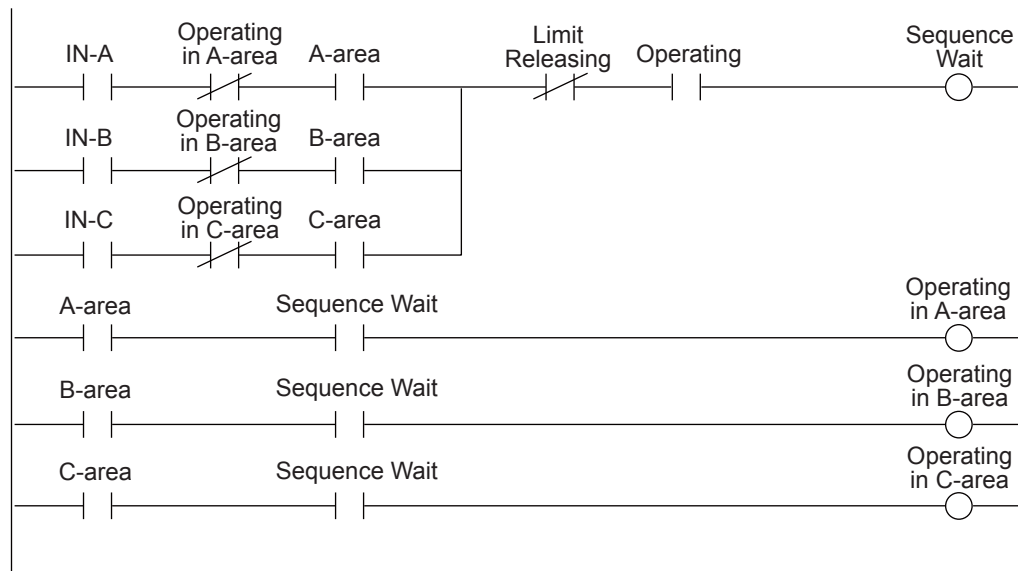 IN-A
Operating
in A-area
A-area
Limit
Releasing
Operating
Sequence
Wait
IN-B
Operating
in B-area
B-area
IN-C
Operating
in C-area
C-area
A-area
Sequence Wait
Operating
in A-area
B-area
Sequence Wait
Operating
in B-area
C-area
Sequence Wait
Operating
in C-area